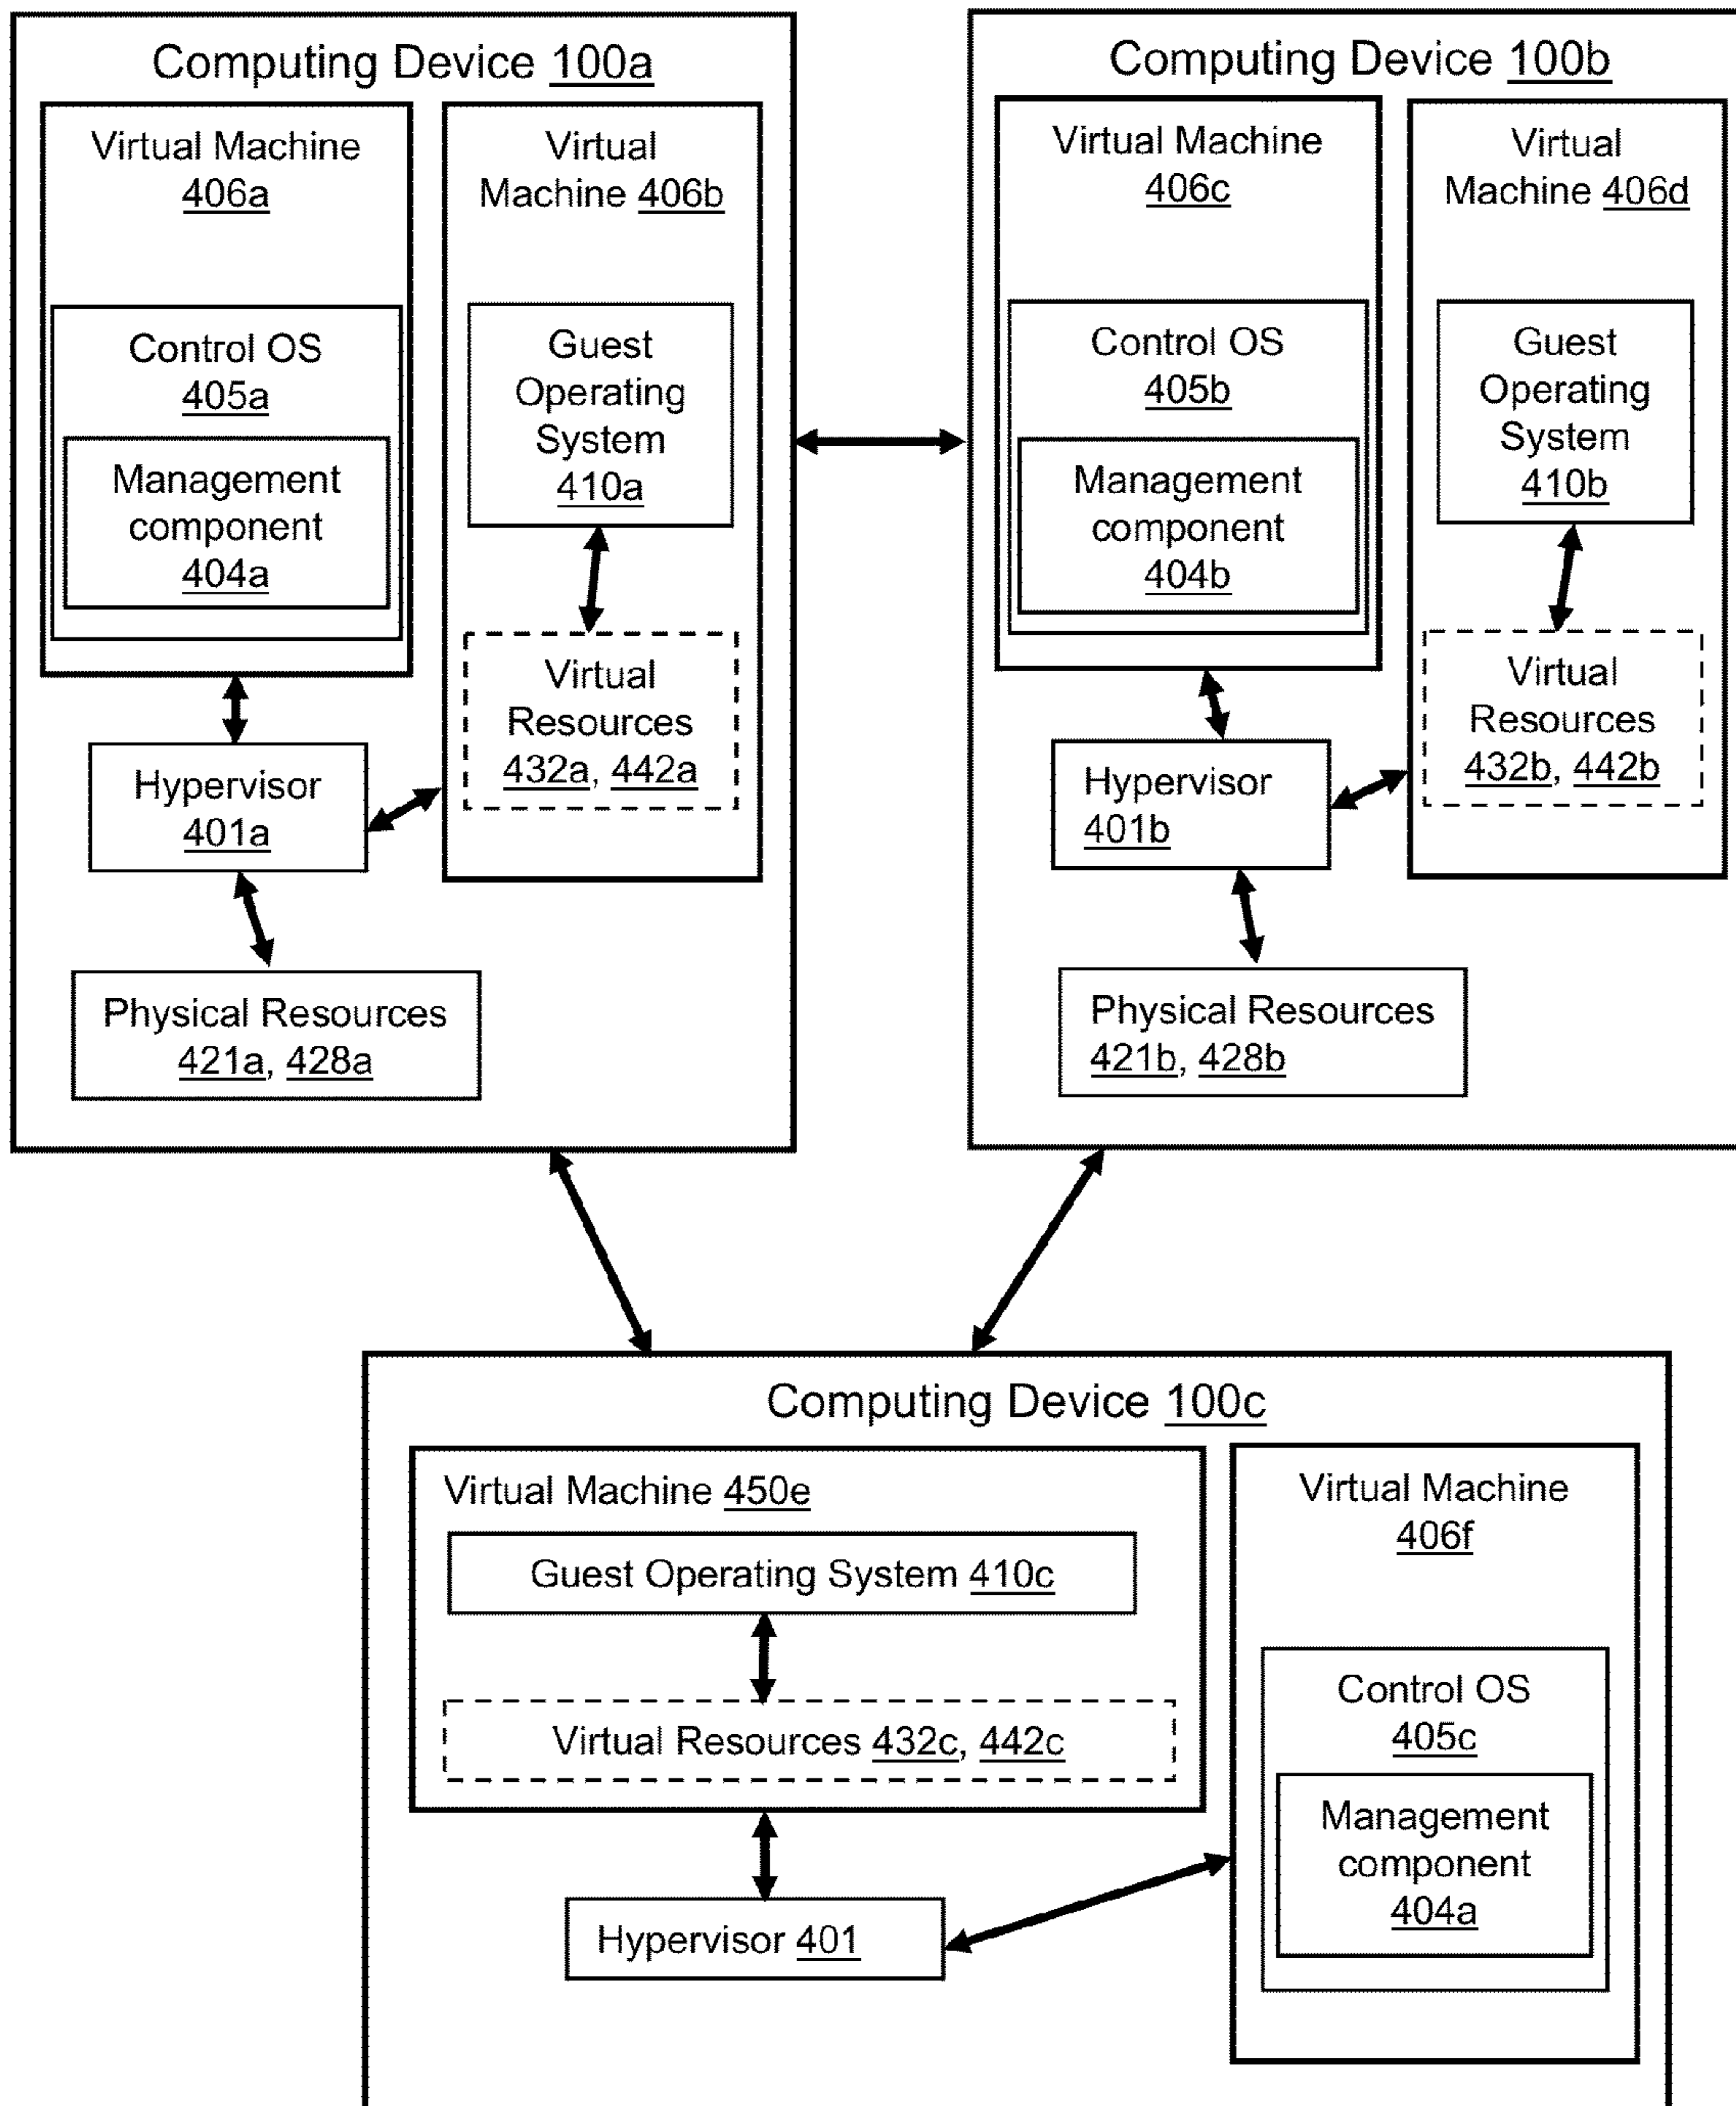 Computing Device 100a
Virtual Machine
406a
Control OS
405a
Management
component
404a
Virtual
Machine 406b
Guest
Operating
System
410a
Virtual
Resources
432a, 442a
Hypervisor
401a
Physical Resources
421a, 428a
Computing Device 100b
Virtual Machine
406c
Control OS
405b
Management
component
404b
Virtual
Machine 406d
Guest
Operating
System
410b
Virtual
Resources
432b, 442b
Hypervisor
401b
Physical Resources
421b, 428b
Computing Device 100c
Virtual Machine 450e
Guest Operating System 410c
Virtual Resources 432c, 442c
Hypervisor 401
Virtual Machine
406f
Control OS
405c
Management
component
404a